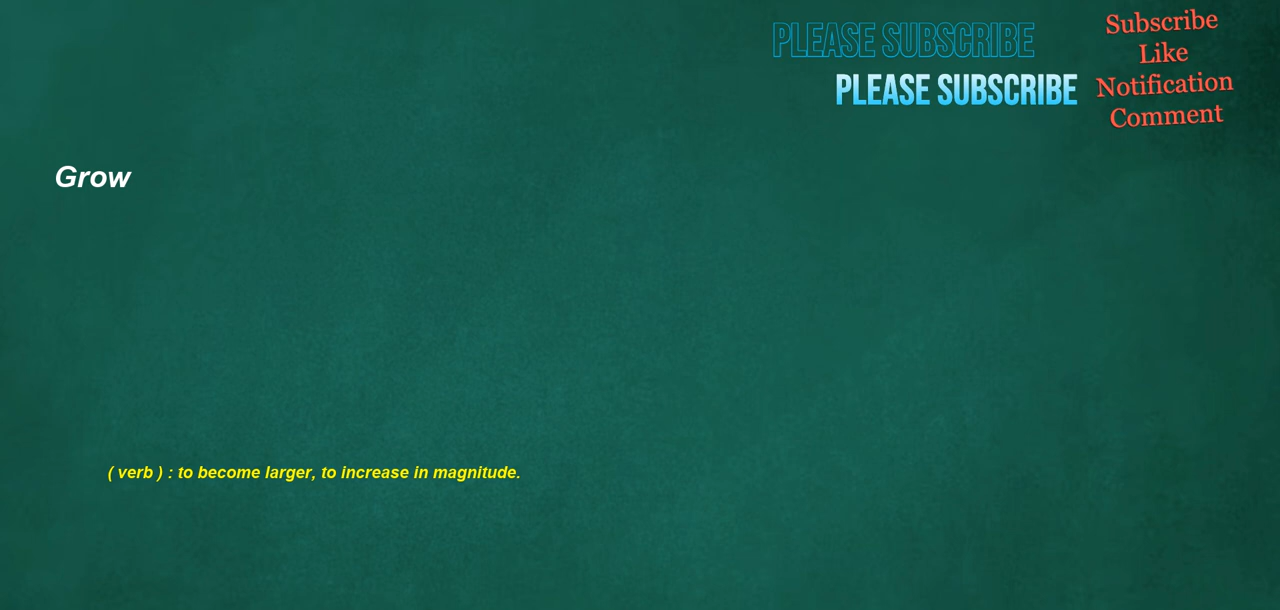 PLEASE SUBSCRIBE
PLEASE SUBSCRIBE
Subscribe
Like
Notification
Comment
Grow
( verb ) : to become larger, to increase in magnitude.